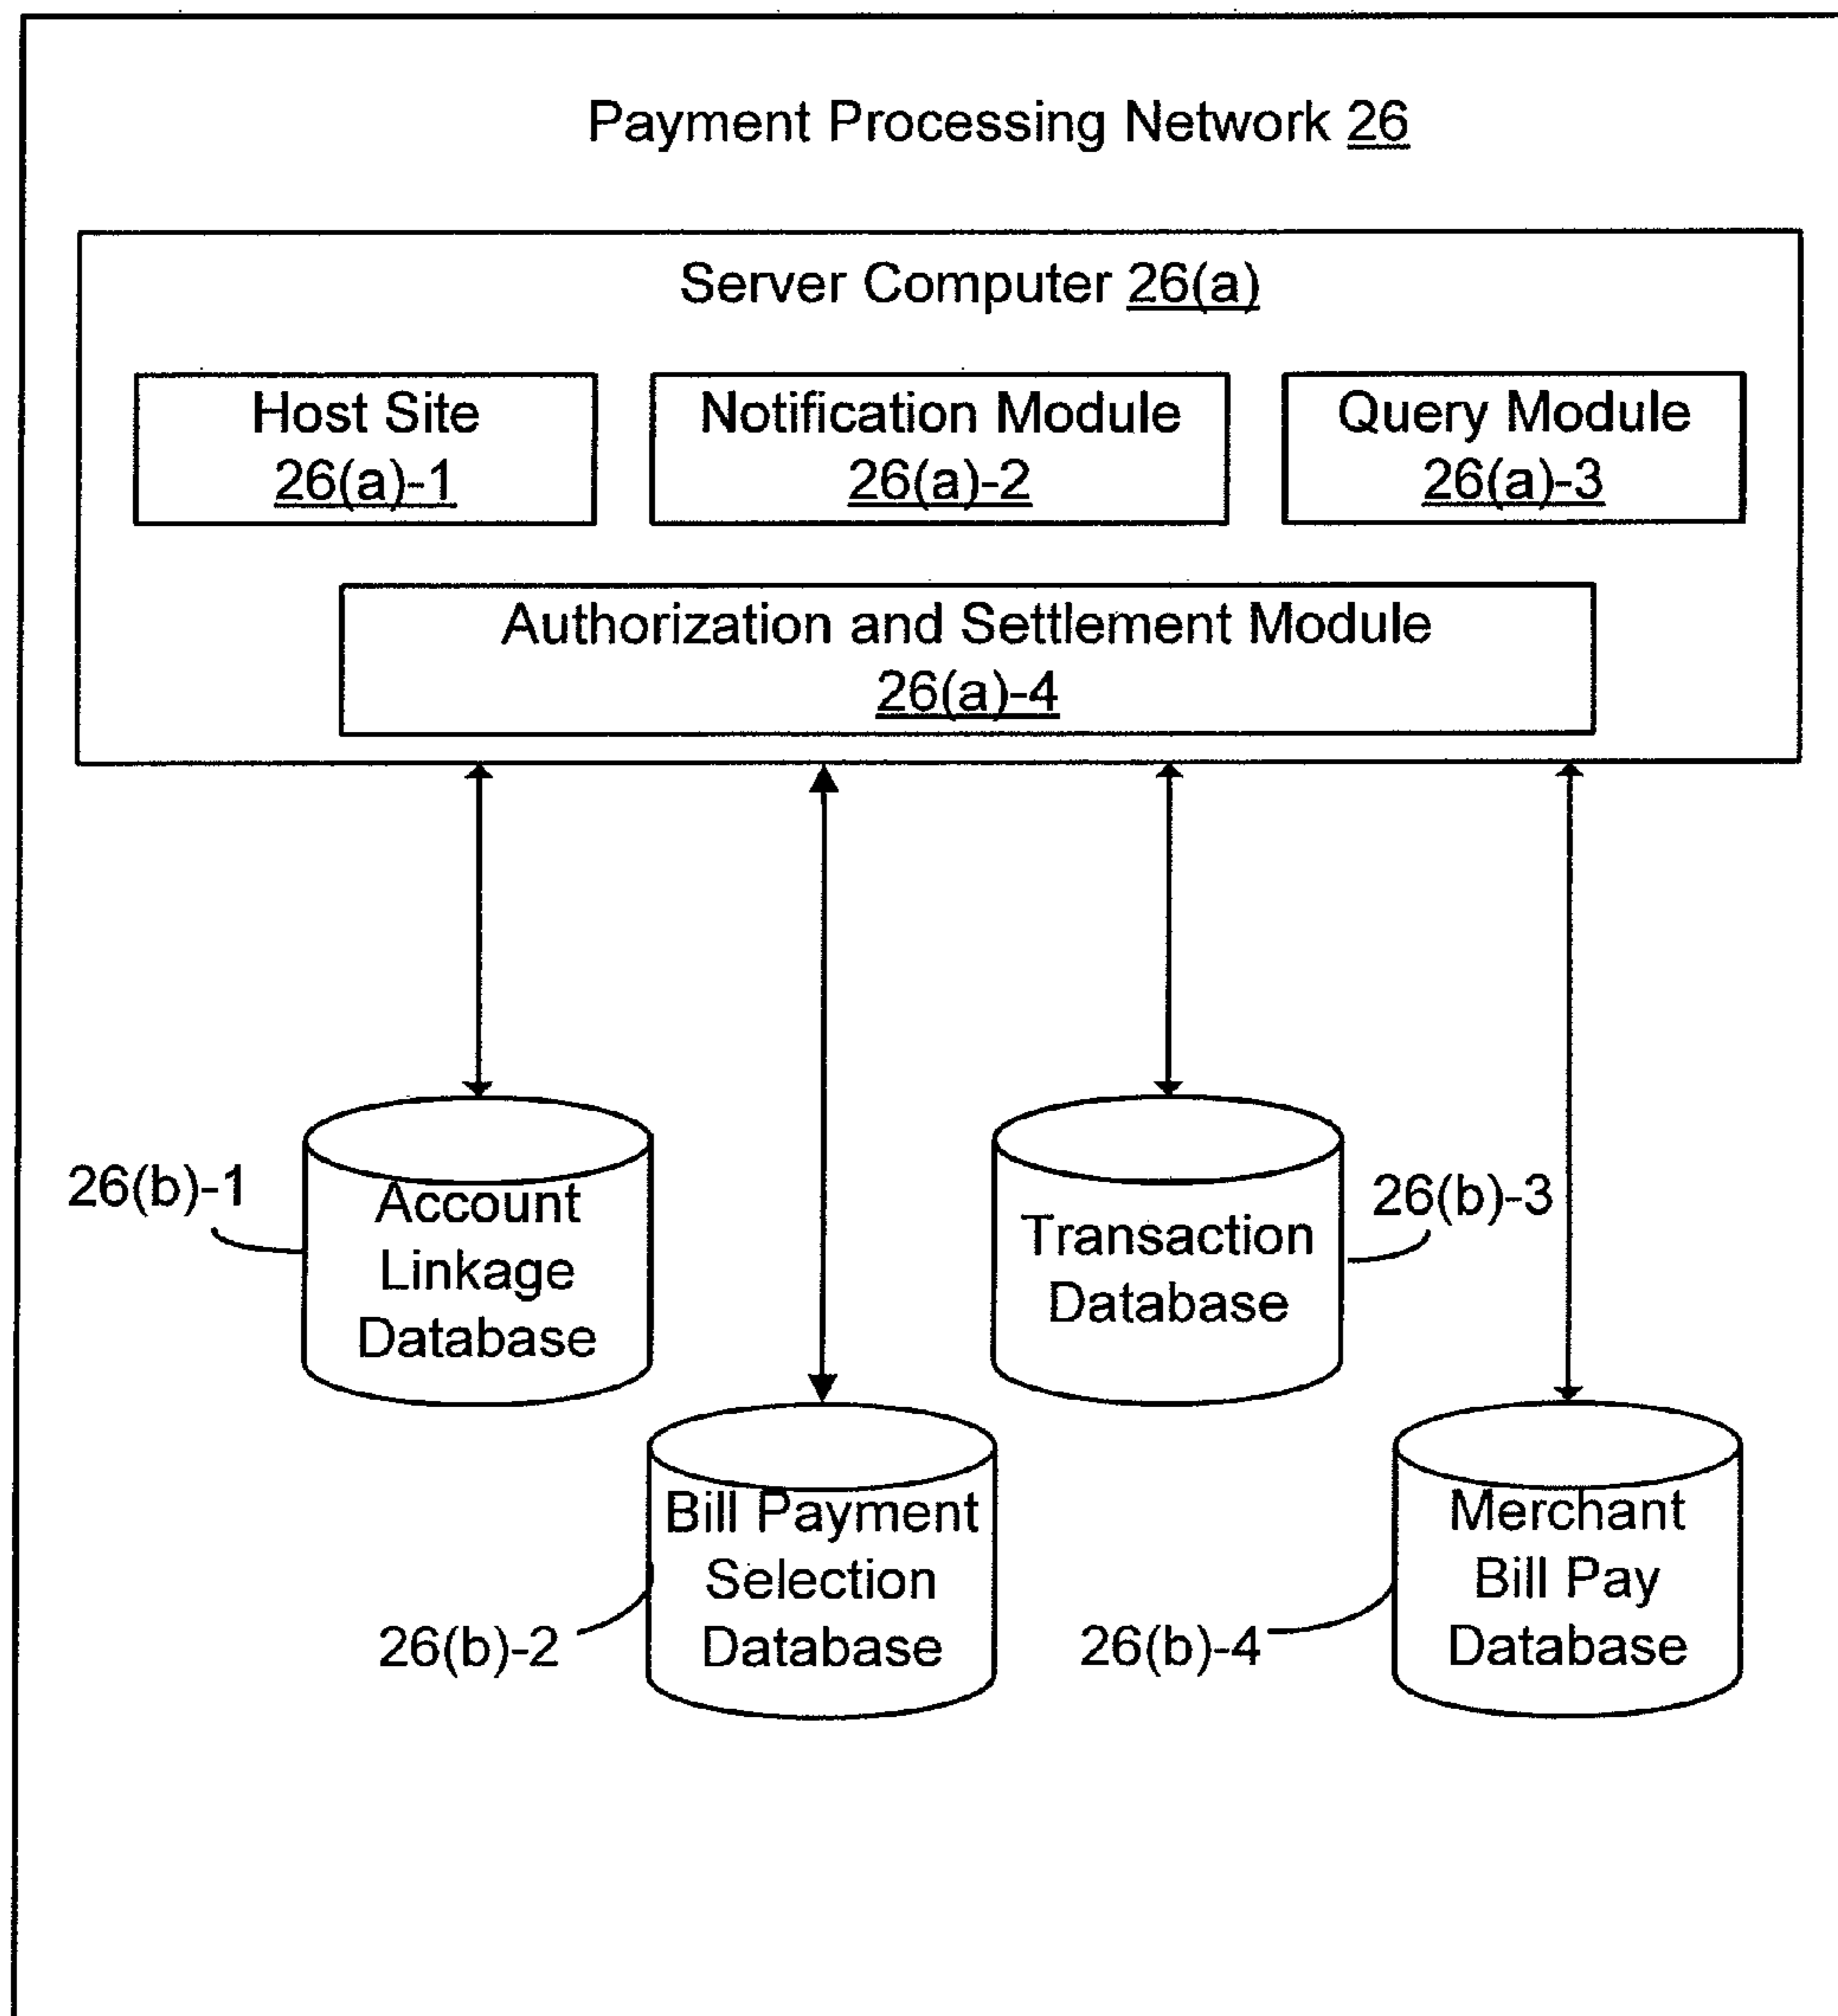 Payment Processing Network 26
Server Computer 26(a)
Host Site
26(a)-1
Notification Module
26(a)-2
Query Module
26(a)-3
Authorization and Settlement Module
26(a)-4
26(b)-1
Account
Linkage
Database
Transaction
Database
26(b)-3
Bill Payment
Selection
Database
26(b)-2
Merchant
Bill Pay
Database
26(b)-4